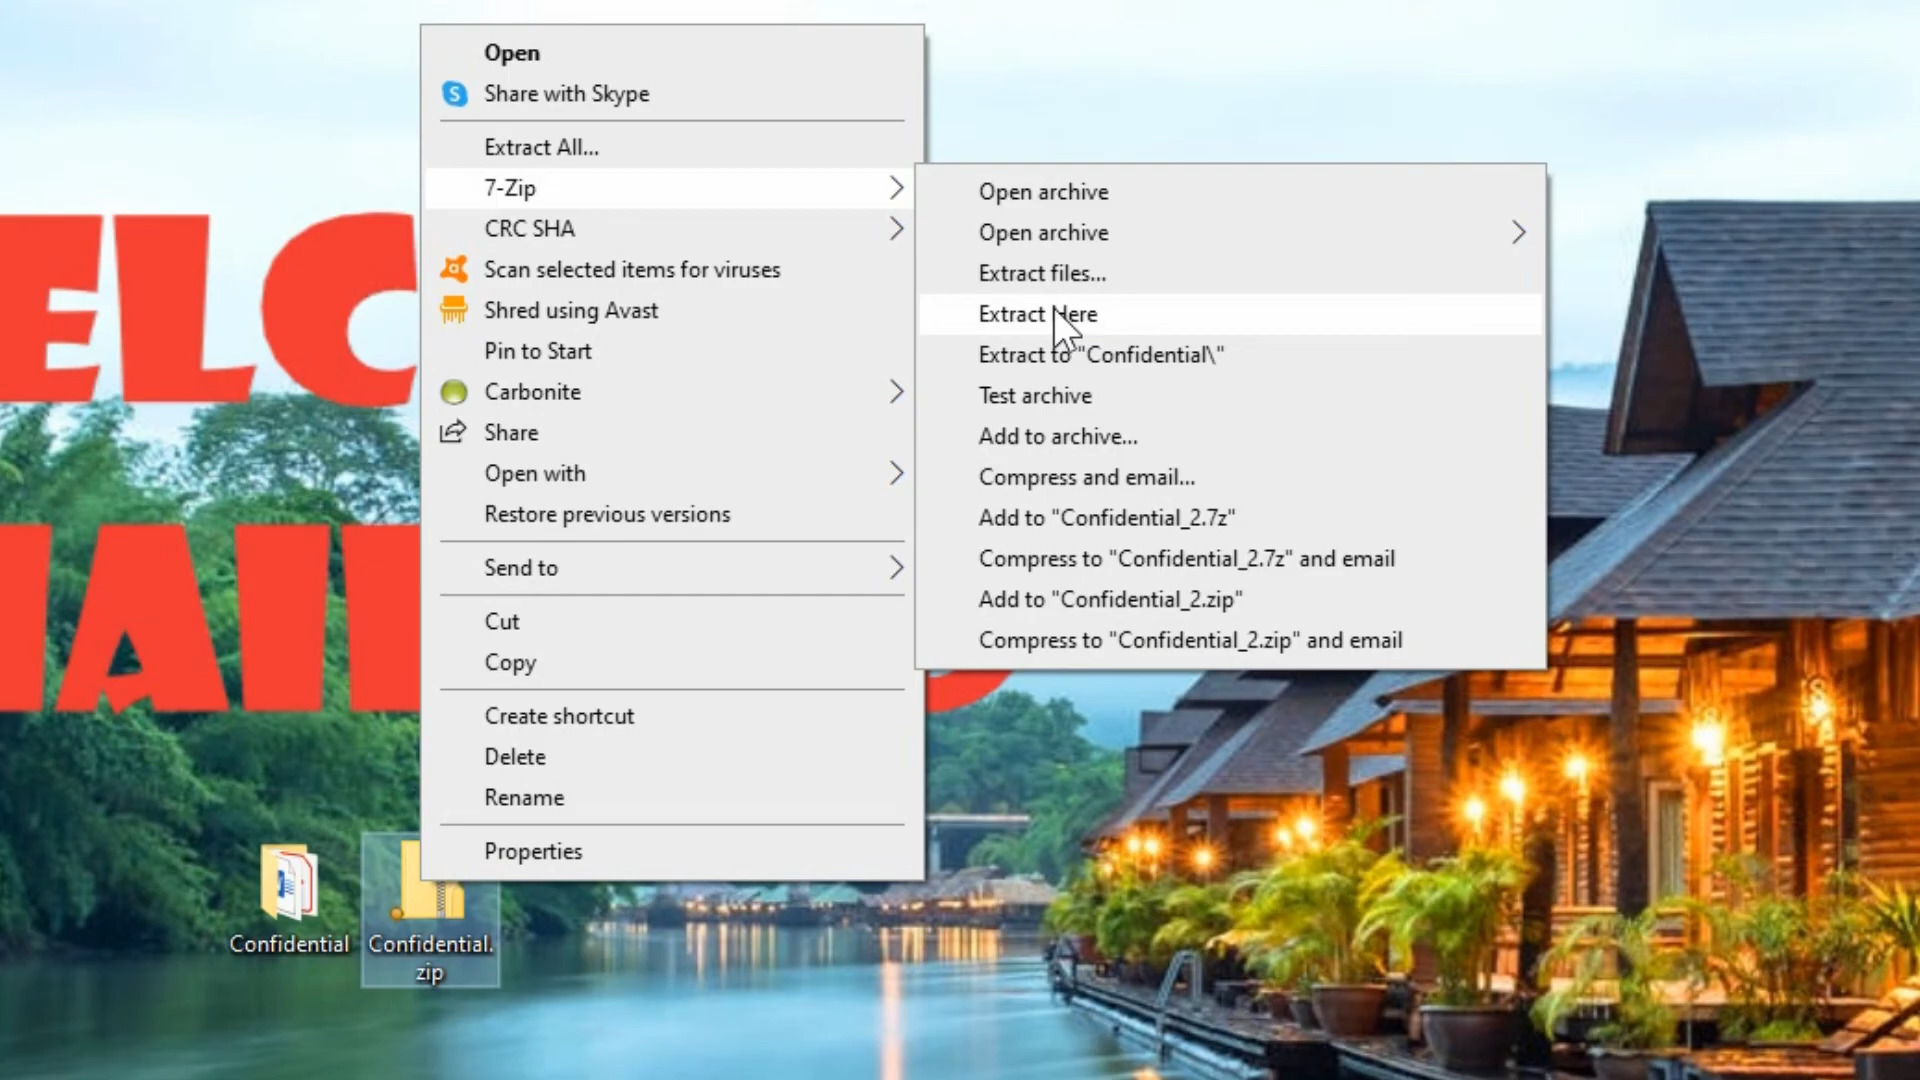 Open
Share with Skype
Extract All...
7-Zip
CRC SHA
Scan selected items for viruses
Shred using Avast
Pin to Start
Carbonite
Share
Open with
Restore previous versions
Send to
Cut
Copy
Create shortcut
Delete
Rename
Properties
Open archive
Open archive
Extract files...
Extract Here
Extract to "Confidential\"
Test archive
Add to archive...
Compress and email...
Add to "Confidential_2.7z"
Compress to "Confidential_2.7z" and email
Add to "Confidential_2.zip"
Compress to "Confidential_2.zip" and email
ELC
Confidential
Confidential.
zip